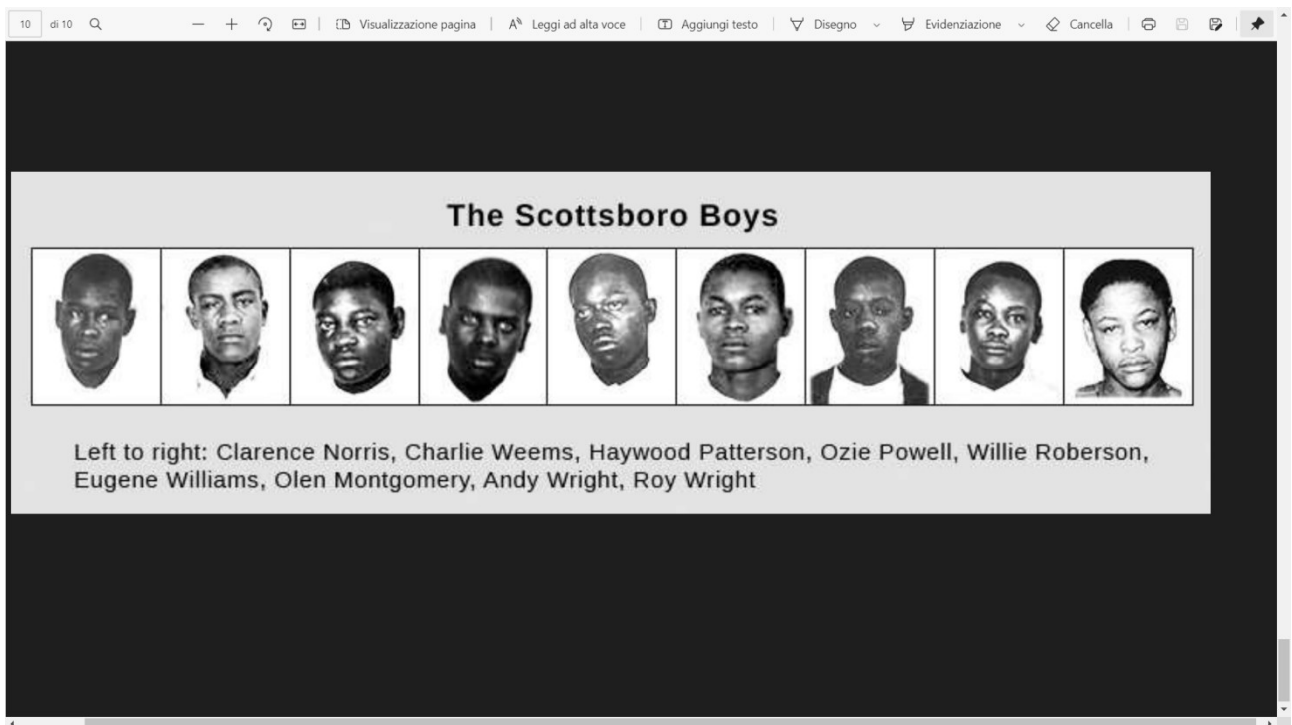 10 di 10 Visualizzazione pagina Leggi ad alta voce Aggiungi testo Disegno Evidenziazione Cancella
The Scottsboro Boys
Left to right: Clarence Norris, Charlie Weems, Haywood Patterson, Ozie Powell, Willie Roberson,
Eugene Williams, Olen Montgomery, Andy Wright, Roy Wright